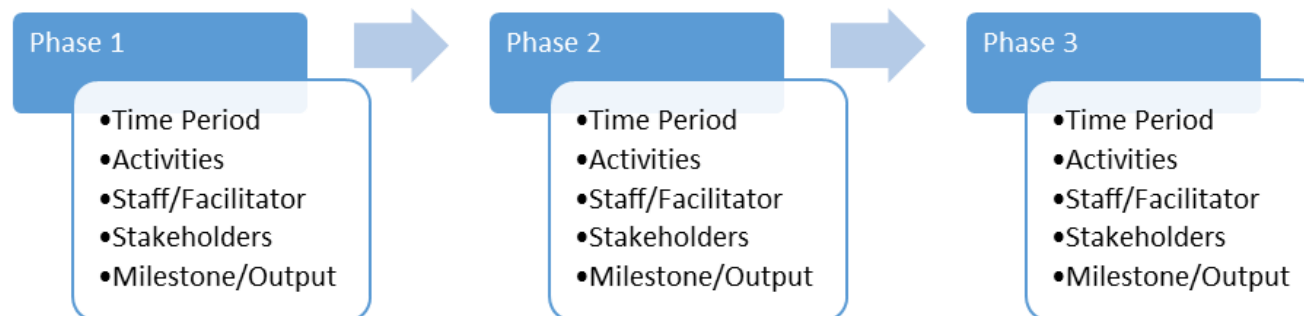 Phase 1
•Time Period
•Activities
•Staff/Facilitator
•Stakeholders
•Milestone/Output
Phase 2
•Time Period
•Activities
•Staff/Facilitator
•Stakeholders
•Milestone/Output
Phase 3
•Time Period
•Activities
•Staff/Facilitator
•Stakeholders
•Milestone/Output